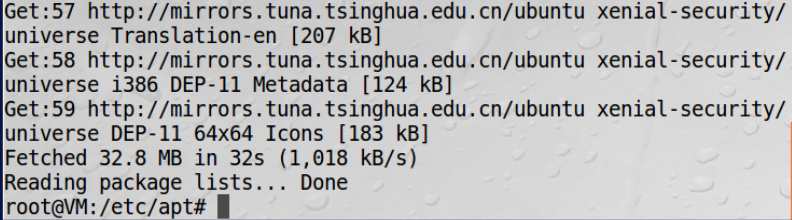 Get:57 http://mirrors.tuna.tsinghua.edu.cn/ubuntu xenial-security/
universe Translation-en [207 kB]
Get:58 http://mirrors.tuna.tsinghua.edu.cn/ubuntu xenial-security/
universe i386 DEP-11 Metadata [124 kB]
Get:59 http://mirrors.tuna.tsinghua.edu.cn/ubuntu xenial-security/
universe DEP-11 64x64 Icons [183 kB]
Fetched 32.8 MB in 32s (1,018 kB/s)
Reading package lists... Done
root@VM:/etc/apt#